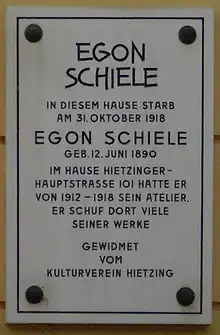 EGON
SCHIELE
IN DIESEM HAUSE STARB
AM 31. OKTOBER 1918
EGON SCHIELE
GEB. 12. JUNI 1890
IM HAUSE HIETZINGER-
HAUPTSTRASSE 101 HATTE ER
VON 1912-1918 SEIN ATELIER.
ER SCHUF DORT VIELE
SEINER WERKE
GEWIDMET
VOM
KULTURVEREIN HIETZING